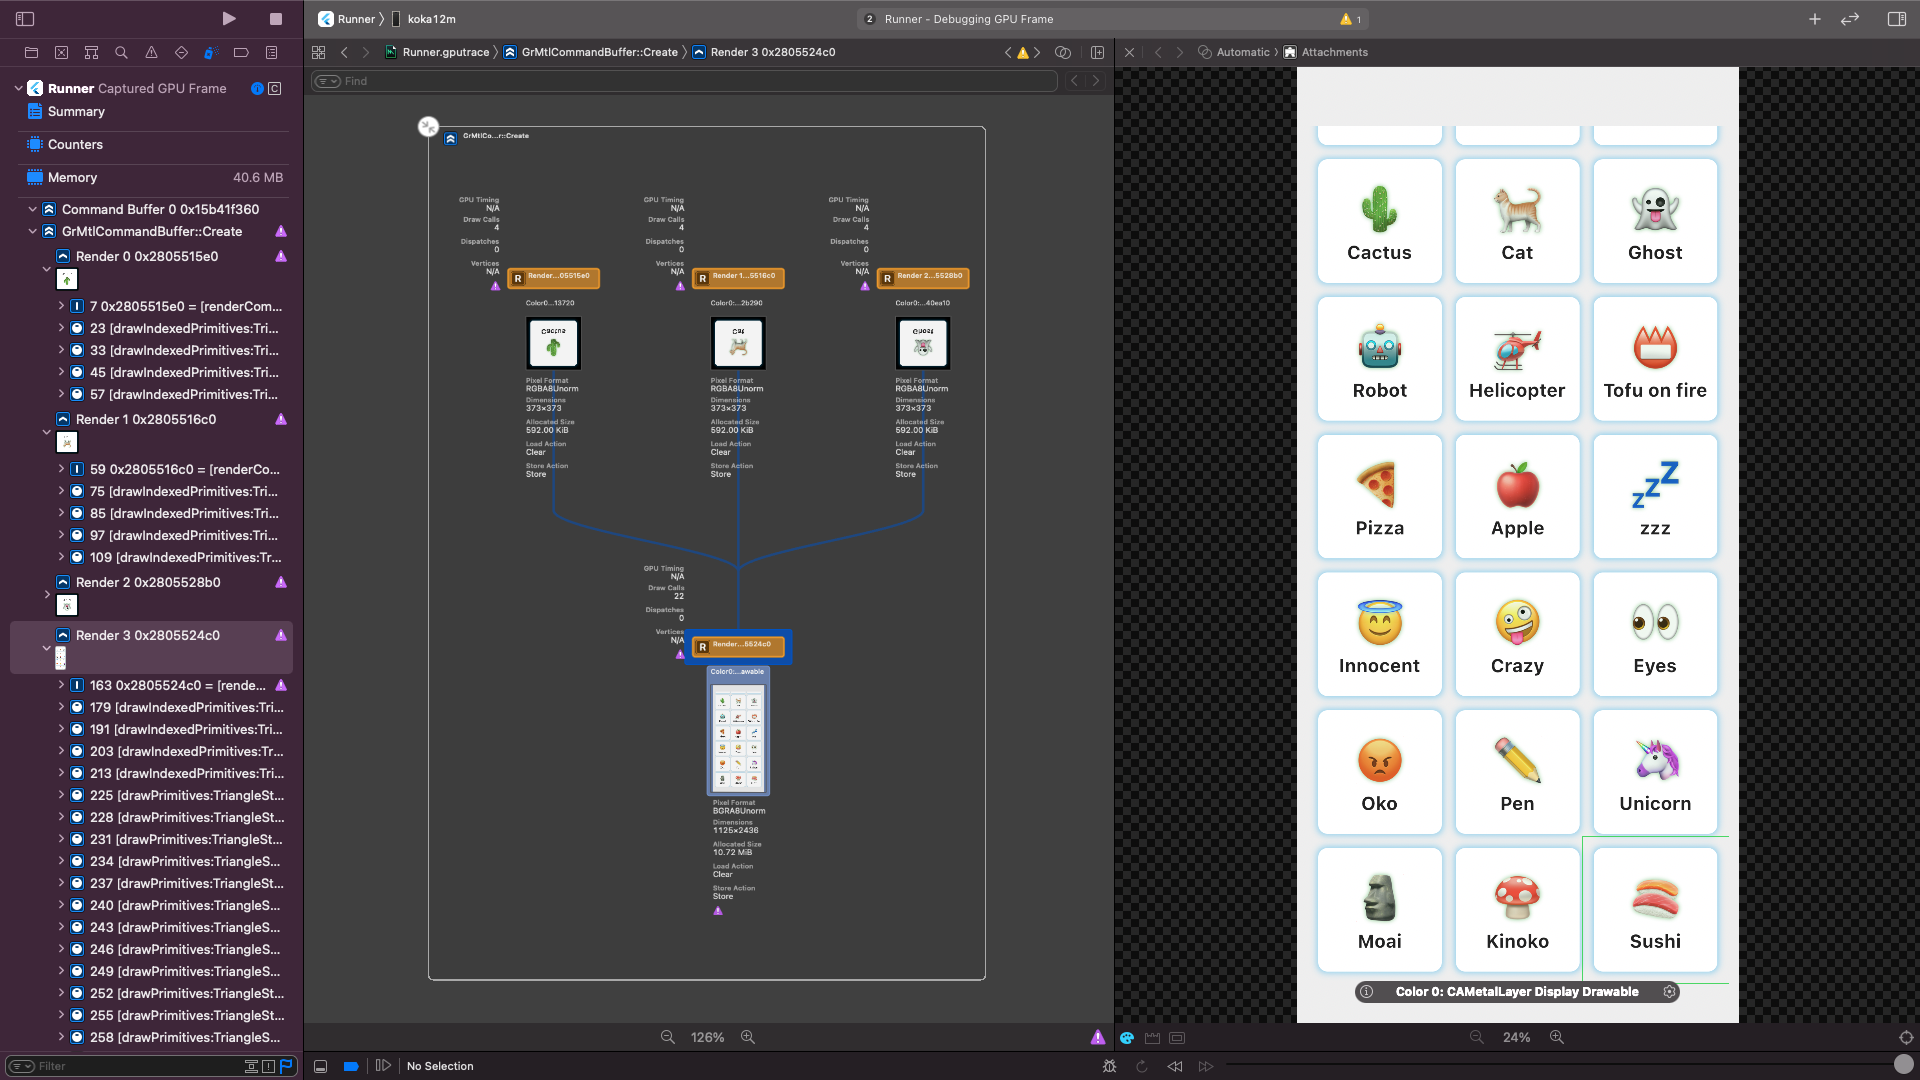 Runner
koka12m
2
Runner - Debugging GPU Frame
1
Runner.gputrace
GrMtlCommandBuffer::Create
Render 3 0x2805524c0
Automatic
Attachments
Find
Runner Captured GPU Frame
C
Summary
Counters
Memory
40.6 MB
Command Buffer 0 0x15b41f360
GrMtlCommandBuffer::Create
Render 0 0x2805515e0
7 0x2805515e0 = [renderCom...
23 [drawIndexedPrimitives:Tri...
33 [drawIndexedPrimitives:Tri...
45 [drawIndexedPrimitives:Tri...
57 [drawIndexedPrimitives:Tri...
Render 1 0x2805516c0
59 0x2805516c0 = [renderCo...
75 [drawIndexedPrimitives:Tri...
85 [drawIndexedPrimitives:Tri...
97 [drawIndexedPrimitives:Tri...
109 [drawIndexedPrimitives:Tr...
Render 2 0x2805528b0
Render 3 0x2805524c0
163 0x2805524c0 = [rende...
179 [drawIndexedPrimitives:Tri...
191 [drawIndexedPrimitives:Tri...
203 [drawIndexedPrimitives:Tr...
213 [drawIndexedPrimitives:Tri...
225 [drawPrimitives:TriangleSt...
228 [drawPrimitives:TriangleSt...
231 [drawPrimitives:TriangleSt...
234 [drawPrimitives:TriangleS...
237 [drawPrimitives:TriangleSt...
240 [drawPrimitives:TriangleS...
243 [drawPrimitives:TriangleS...
246 [drawPrimitives:TriangleS...
249 [drawPrimitives:TriangleS...
252 [drawPrimitives:TriangleSt...
255 [drawPrimitives:TriangleSt...
258 [drawPrimitives:TriangleS...
Filter
GrMtlCo...r::Create
GPU Timing
N/A
Draw Calls
4
Dispatches
0
Vertices
N/A
R Render...05515e0
Color0...13720
Cactus
Pixel Format
RGBA8Unorm
Dimensions
373×373
Allocated Size
592.00 KiB
Load Action
Clear
Store Action
Store
GPU Timing
N/A
Draw Calls
4
Dispatches
0
Vertices
N/A
R Render 1...5516c0
Color0:...2b290
Cat
Pixel Format
RGBA8Unorm
Dimensions
373×373
Allocated Size
592.00 KiB
Load Action
Clear
Store Action
Store
GPU Timing
N/A
Draw Calls
4
Dispatches
0
Vertices
N/A
R Render 2...5528b0
Color0:...40ea10
Ghost
Pixel Format
RGBA8Unorm
Dimensions
373×373
Allocated Size
592.00 KiB
Load Action
Clear
Store Action
Store
GPU Timing
N/A
Draw Calls
22
Dispatches
0
Vertices
N/A
R Render...5524c0
Color0:...awable
Pixel Format
BGRA8Unorm
Dimensions
1125×2436
Allocated Size
10.72 MiB
Load Action
Clear
Store Action
Store
126%
No Selection
Cactus
Cat
Ghost
Robot
Helicopter
Tofu on fire
Pizza
Apple
zzz
Innocent
Crazy
Eyes
Oko
Pen
Unicorn
Moai
Kinoko
Sushi
Color 0: CAMetalLayer Display Drawable
24%